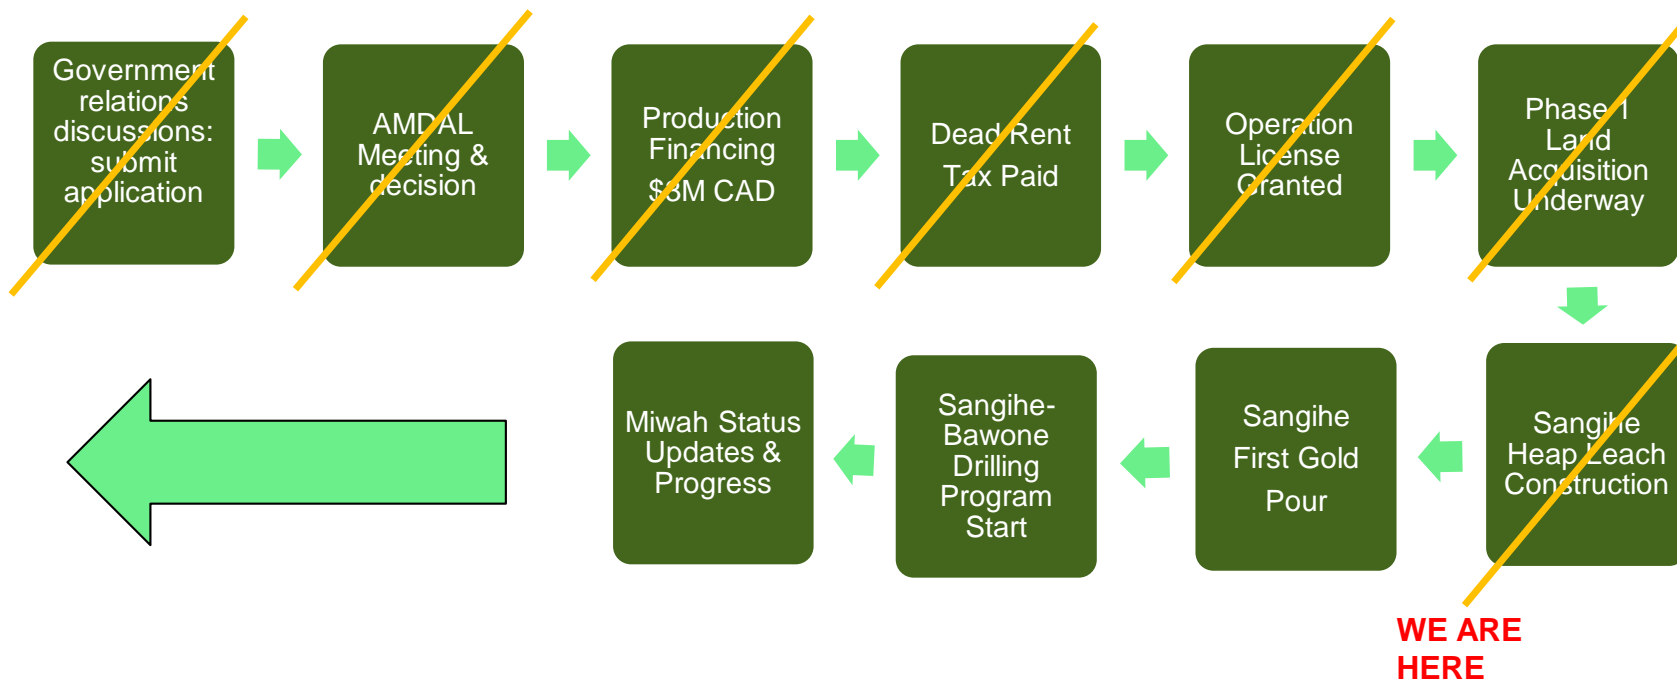 Government
relations
discussions:
submit
application
AMDAL
Meeting &
decision
Production
Financing
$3M CAD
Dead Rent
Tax Paid
Operation
License
Granted
Phase 1
Land
Acquisition
Underway
Sangihe
Heap Leach
Construction
Sangihe
First Gold
Pour
Sangihe-
Bawone
Drilling
Program
Start
Miwah Status
Updates &
Progress
WE ARE
HERE